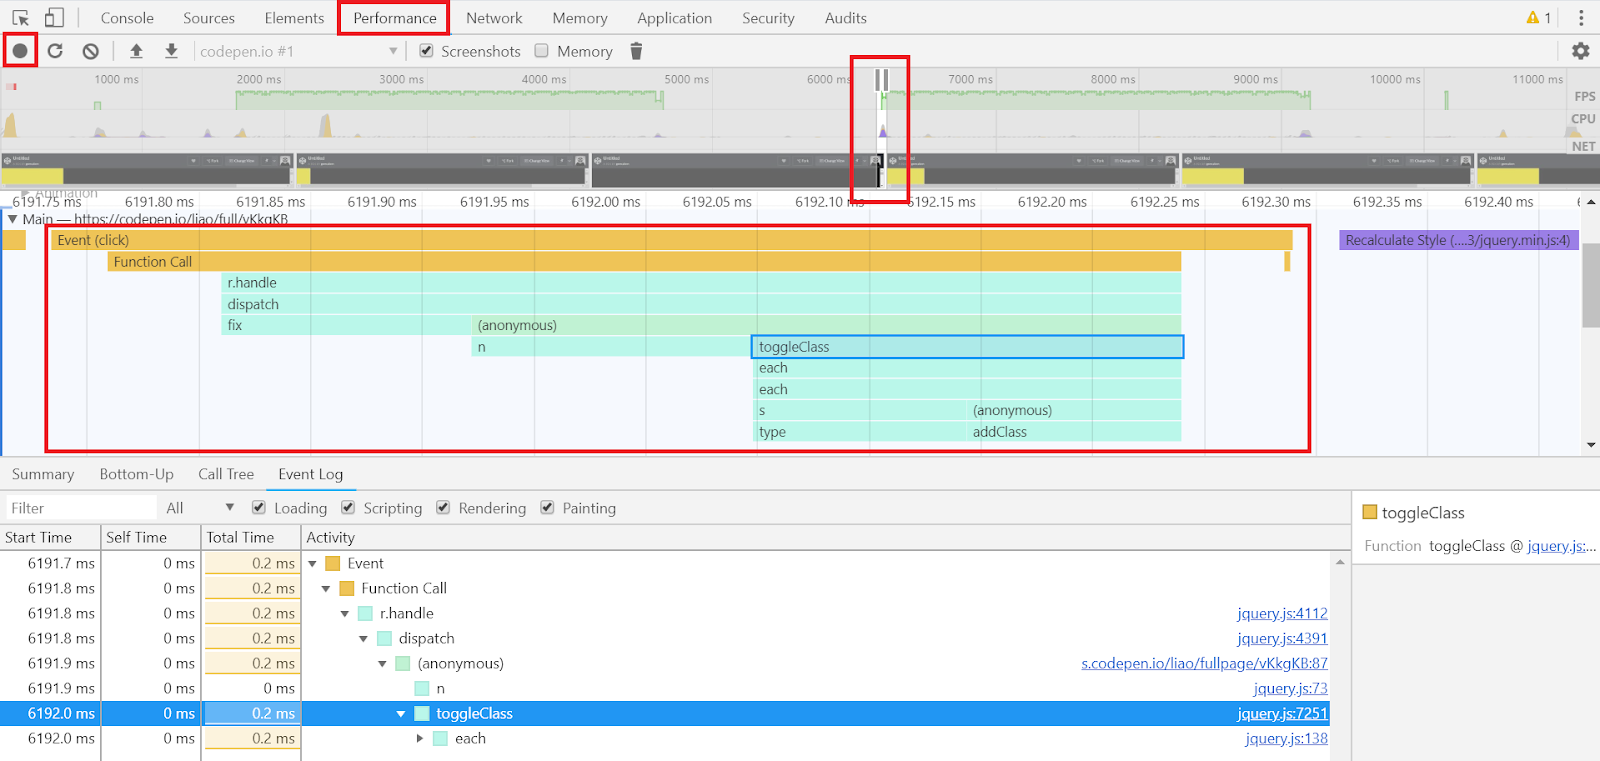 Console Sources Elements Performance Network Memory Application Security Audits 1
codepen.io #1 Screenshots Memory
1000 ms 2000 ms 3000 ms 4000 ms 5000 ms 6000 ms 7000 ms 8000 ms 9000 ms 10000 ms 11000 ms
FPS
CPU
NET
Animation
6191.75 ms 6191.80 ms 6191.85 ms 6191.90 ms 6191.95 ms 6192.00 ms 6192.05 ms 6192.10 ms 6192.15 ms 6192.20 ms 6192.25 ms 6192.30 ms 6192.35 ms 6192.40 ms
Main — https://codepen.io/liao/full/vKkgKB
Event (click) Recalculate Style (....3/jquery.min.js:4)
Function Call
r.handle
dispatch
fix (anonymous)
n toggleClass
each
each
s (anonymous)
type addClass
Summary Bottom-Up Call Tree Event Log
Filter All Loading Scripting Rendering Painting
toggleClass
Function toggleClass @ jquery.js:...
Start Time Self Time Total Time Activity
6191.7 ms 0 ms 0.2 ms Event
6191.8 ms 0 ms 0.2 ms Function Call
6191.8 ms 0 ms 0.2 ms r.handle jquery.js:4112
6191.8 ms 0 ms 0.2 ms dispatch jquery.js:4391
6191.9 ms 0 ms 0.2 ms (anonymous) s.codepen.io/liao/fullpage/vKkgKB:87
6191.9 ms 0 ms 0 ms n jquery.js:73
6192.0 ms 0 ms 0.2 ms toggleClass jquery.js:7251
6192.0 ms 0 ms 0.2 ms each jquery.js:138